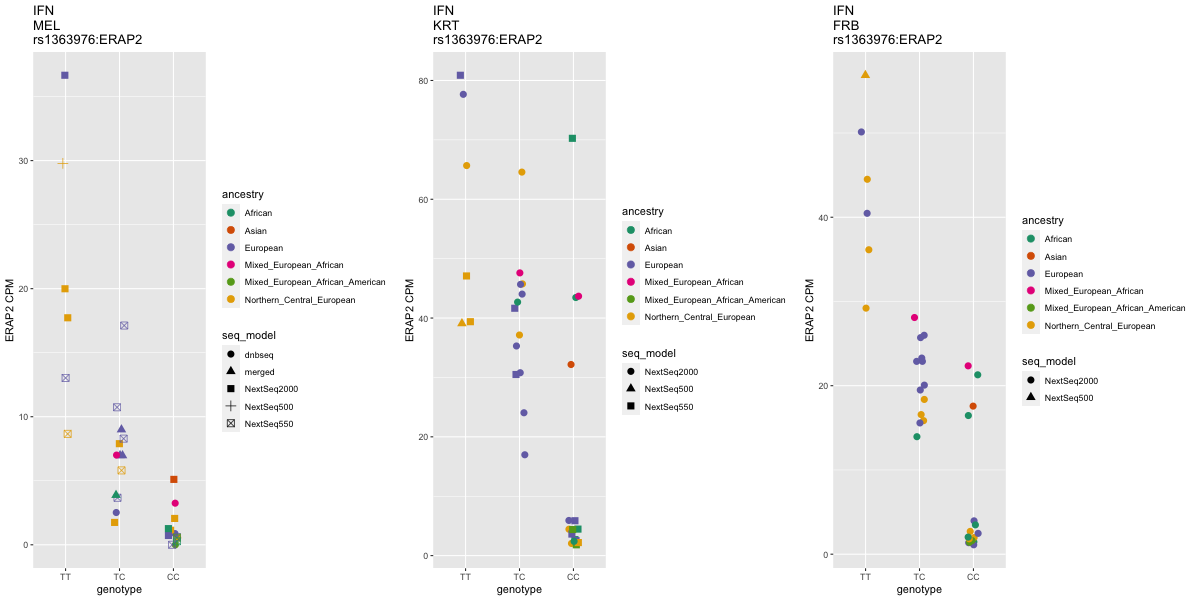 IFN
MEL
rs1363976:ERAP2
ERAP2 CPM
30
20
10
0
TT
TC
CC
genotype
ancestry
African
Asian
European
Mixed_European_African
Mixed_European_African_American
Northern_Central_European
seq_model
dnbseq
merged
NextSeq2000
NextSeq500
NextSeq550
IFN
KRT
rs1363976:ERAP2
ERAP2 CPM
80
60
40
20
0
TT
TC
CC
genotype
ancestry
African
Asian
European
Mixed_European_African
Mixed_European_African_American
Northern_Central_European
seq_model
NextSeq2000
NextSeq500
NextSeq550
IFN
FRB
rs1363976:ERAP2
ERAP2 CPM
40
20
0
TT
TC
CC
genotype
ancestry
African
Asian
European
Mixed_European_African
Mixed_European_African_American
Northern_Central_European
seq_model
NextSeq2000
NextSeq500